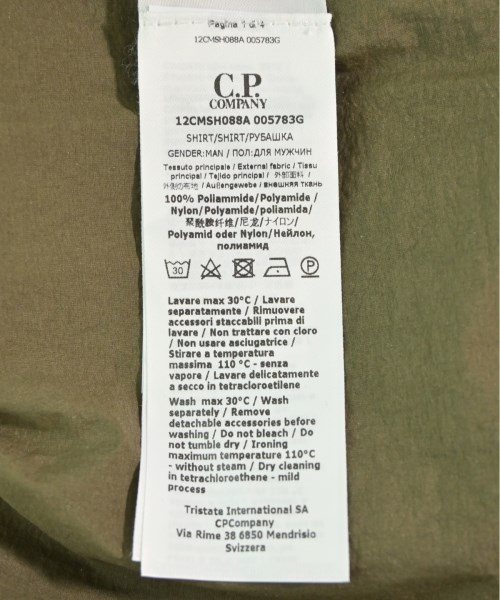 Pagina 1 di 4
12CMSH088A 005783G
C.P.
COMPANY
12CMSH088A 005783G
SHIRT/SHIRT/РУБАШКА
GENDER:MAN / ПОЛ:ДЛЯ МУЖЧИН
Tessuto principale / External fabric / Tissu
principal / Tejido principal / 外部面料 /
外側の布地 / Außengewebe / внешняя ткань
100% Poliammide/Polyamide /
Nylon/Polyamide/poliamida/
聚酰胺纤维/尼龙/ナイロン/
Polyamid oder Nylon/Нейлон,
полиамид
30
P
Lavare max 30°C / Lavare
separatamente / Rimuovere
accessori staccabili prima di
lavare / Non trattare con cloro
/ Non usare asciugatrice /
Stirare a temperatura
massima 110 °C - senza
vapore / Lavare delicatamente
a secco in tetracloroetilene
Wash max 30°C / Wash
separately / Remove
detachable accessories before
washing / Do not bleach / Do
not tumble dry / Ironing
maximum temperature 110°C
- without steam / Dry cleaning
in tetrachloroethene - mild
process
Tristate International SA
CPCompany
Via Rime 38 6850 Mendrisio
Svizzera